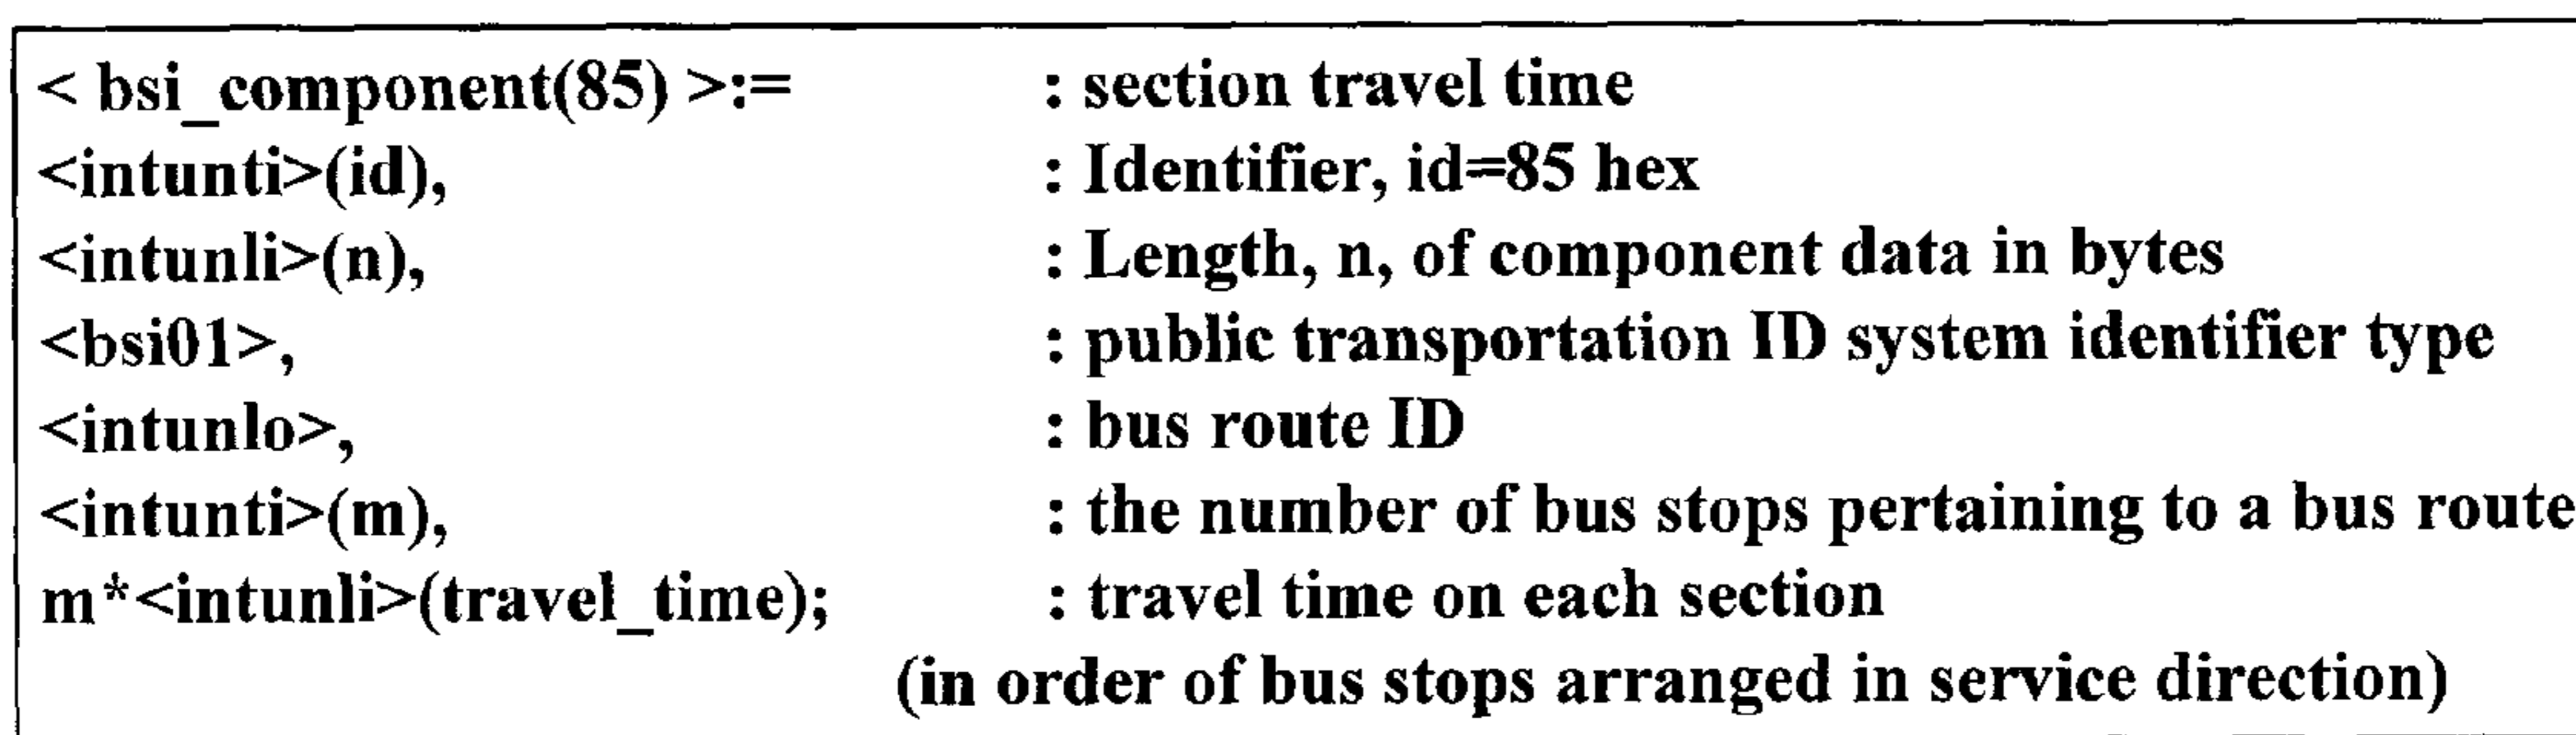 < bsi_component(85) >:= : section travel time
<intunti>(id), : Identifier, id=85 hex
<intunli>(n), : Length, n, of component data in bytes
<bsi01>, : public transportation ID system identifier type
<intunlo>, : bus route ID
<intunti>(m), : the number of bus stops pertaining to a bus route
m*<intunli>(travel_time); : travel time on each section
(in order of bus stops arranged in service direction)